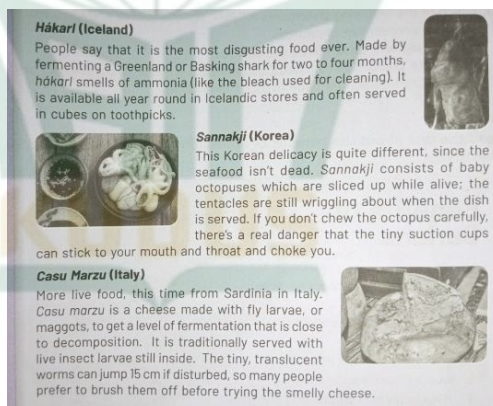 Hákarl (Iceland)
People say that it is the most disgusting food ever. Made by
fermenting a Greenland or Basking shark for two to four months,
hákarl smells of ammonia (like the bleach used for cleaning). It
is available all year round in Icelandic stores and often served
in cubes on toothpicks.
Sannakji (Korea)
This Korean delicacy is quite different, since the
seafood isn't dead. Sannakji consists of baby
octopuses which are sliced up while alive; the
tentacles are still wriggling about when the dish
is served. If you don't chew the octopus carefully,
there's a real danger that the tiny suction cups
can stick to your mouth and throat and choke you.
Casu Marzu (Italy)
More live food, this time from Sardinia in Italy.
Casu marzu is a cheese made with fly larvae, or
maggots, to get a level of fermentation that is close
to decomposition. It is traditionally served with
live insect larvae still inside. The tiny, translucent
worms can jump 15 cm if disturbed, so many people
prefer to brush them off before trying the smelly cheese.